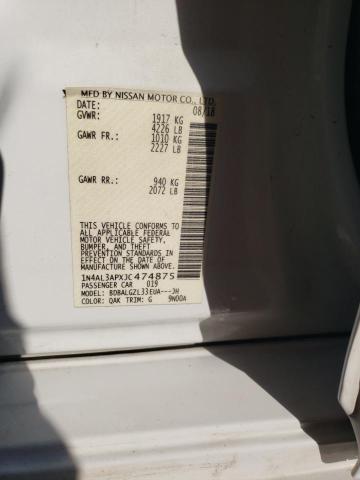 MFD BY NISSAN MOTOR CO., LTD.
DATE: 08/18
GVWR: 1917 KG
4226 LB
GAWR FR.: 1010 KG
2227 LB
GAWR RR.: 940 KG
2072 LB
THIS VEHICLE CONFORMS
TO ALL APPLICABLE FEDERAL
MOTOR VEHICLE SAFETY,
BUMPER, AND THEFT
PREVENTION STANDARDS IN
EFFECT ON THE DATE OF
MANUFACTURE SHOWN ABOVE.
1N4AL3APXJC474875
PASSENGER CAR 019
MODEL: BDBALGZL33EUA---JH
COLOR: QAK TRIM: G 9N00A